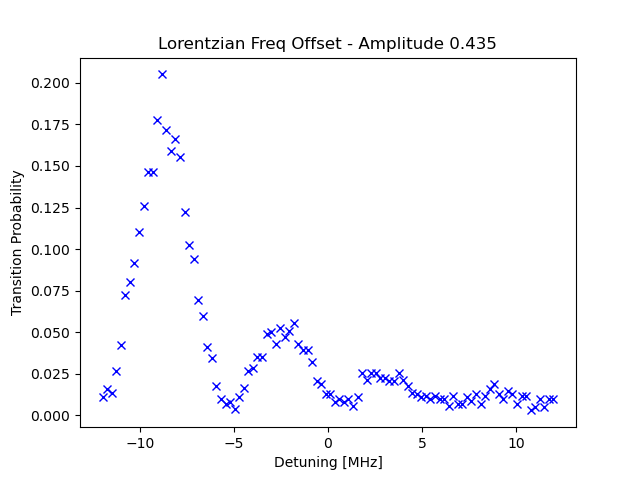 Lorentzian Freq Offset - Amplitude 0.435
Transition Probability
0.200
0.175
0.150
0.125
0.100
0.075
0.050
0.025
0.000
−10 −5 0 5 10
Detuning [MHz]